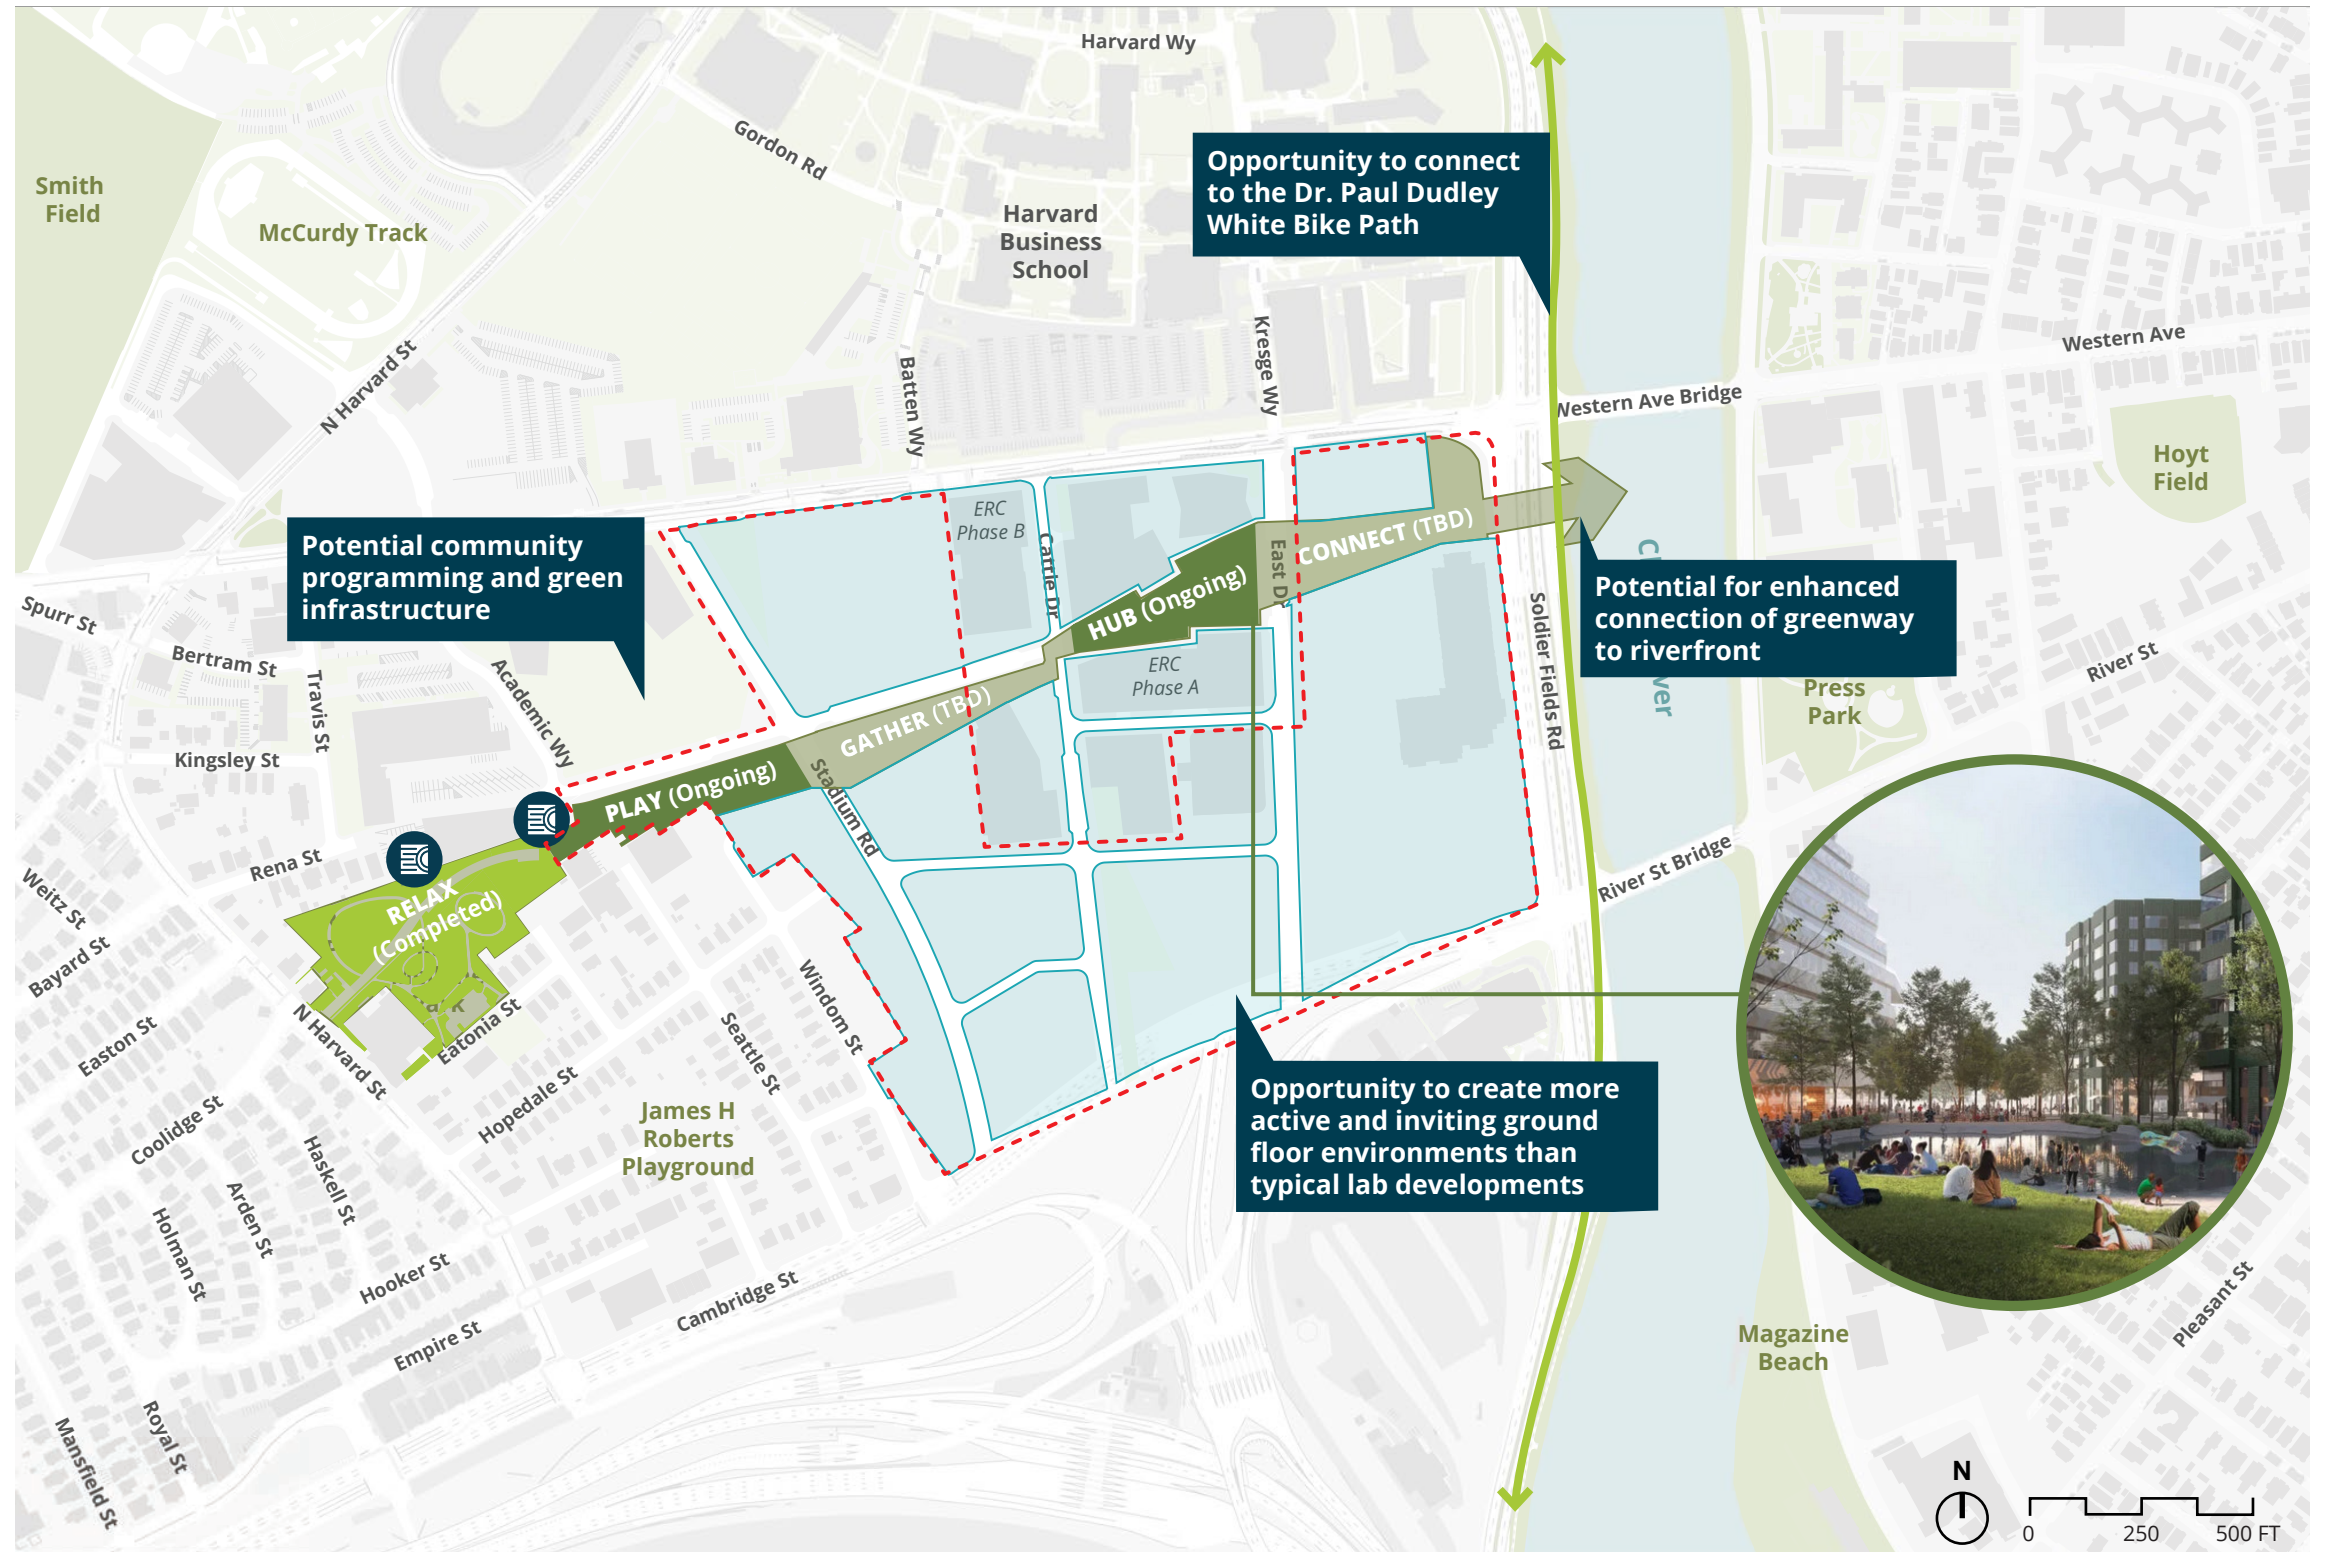 Harvard Wy
Gordon Rd
Opportunity to connect
to the Dr. Paul Dudley
White Bike Path
Smith
Field
McCurdy Track
Harvard
Business
School
Kresge Wy
Batten Wy
N Harvard St
Western Ave
Western Ave Bridge
Hoyt
Field
ERC
Phase B
Cattle Dr
CONNECT (TBD)
East Dr
Potential community
programming and green
infrastructure
HUB (Ongoing)
Potential for enhanced
connection of greenway
to riverfront
Spurr St
Bertram St
Travis St
Academic Wy
Soldier Fields Rd
River St
ERC
Phase A
Press
Park
GATHER (TBD)
Kingsley St
PLAY (Ongoing)
Stadium Rd
Rena St
River St Bridge
Weitz St
RELAX
(Completed)
Bayard St
Windom St
Easton St
N Harvard St
Eatonia St
Seattle St
Opportunity to create more
active and inviting ground
floor environments than
typical lab developments
Hopedale St
James H
Roberts
Playground
Coolidge St
Haskell St
Arden St
Holman St
Hooker St
Cambridge St
Empire St
Pleasant St
Magazine
Beach
Royal St
Mansfield St
N
0
250
500 FT